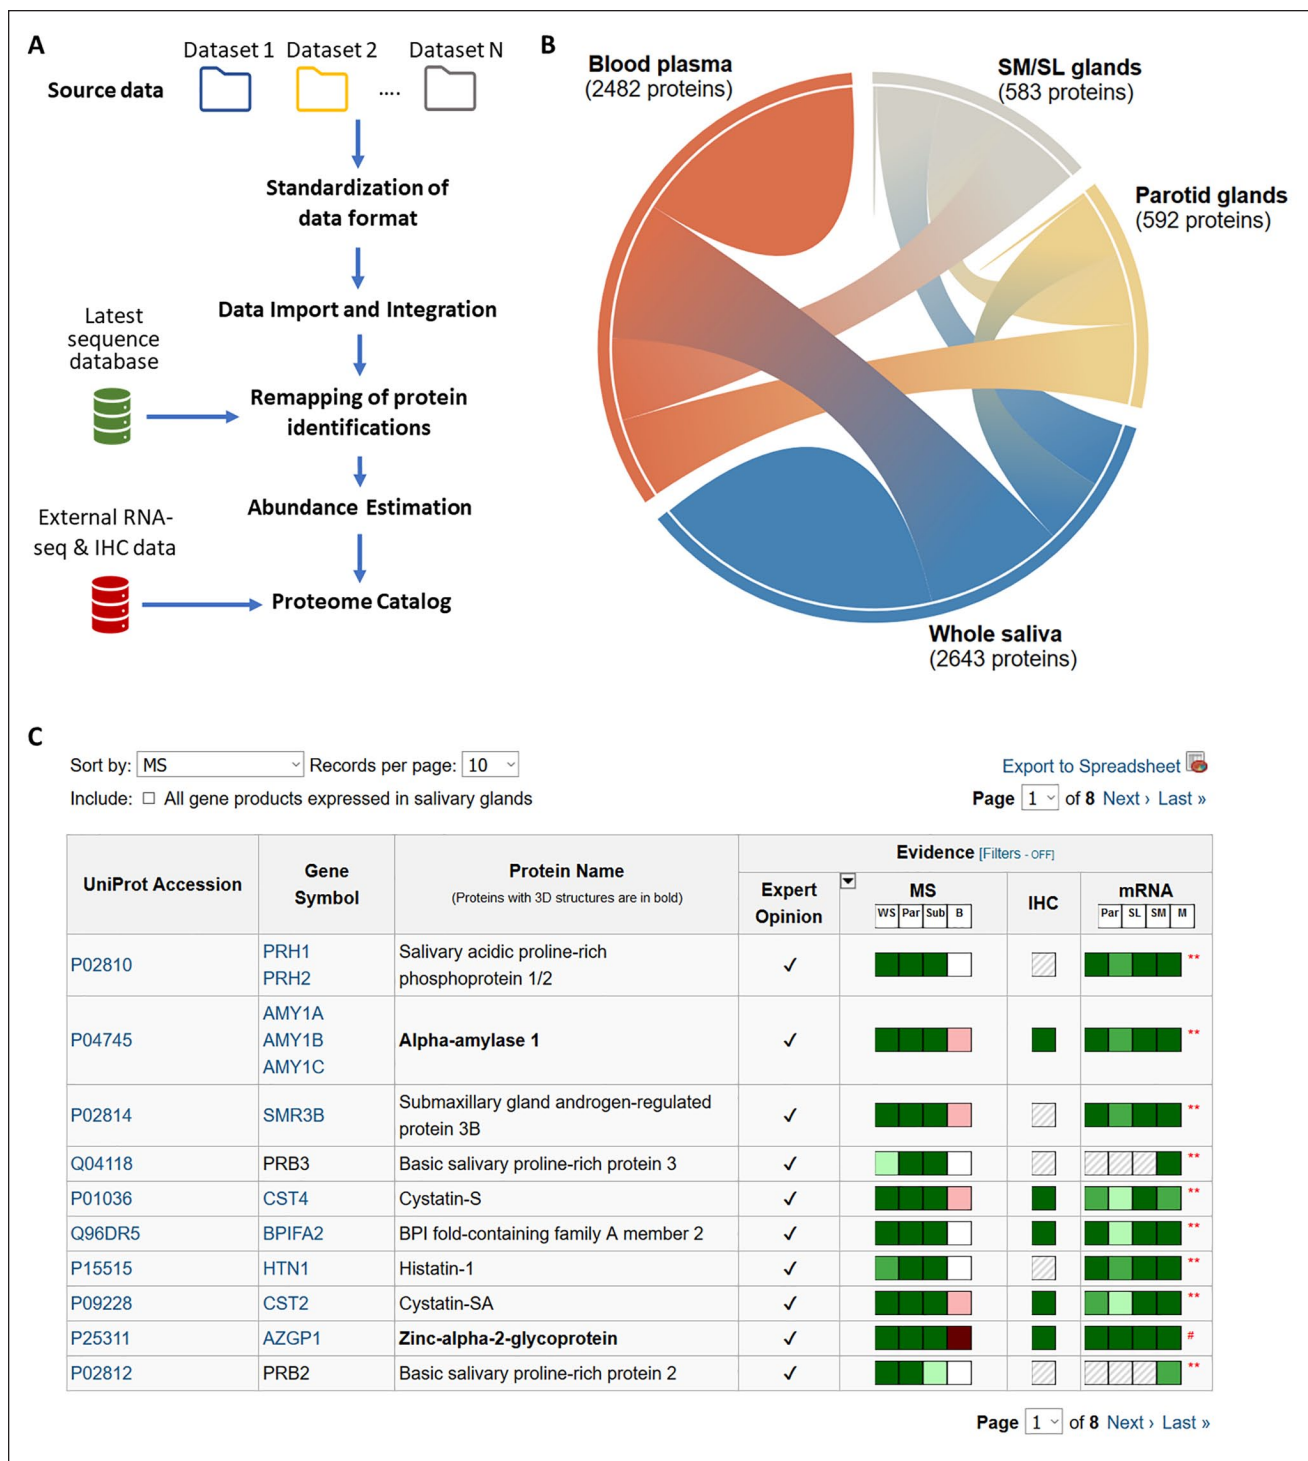 A
Dataset 1 Dataset 2 Dataset N
Source data ....
Standardization of
data format
Data Import and Integration
Latest
sequence
database
Remapping of protein
identifications
Abundance Estimation
External RNA-
seq & IHC data
Proteome Catalog
B
Blood plasma
(2482 proteins)
SM/SL glands
(583 proteins)
Parotid glands
(592 proteins)
Whole saliva
(2643 proteins)
C
Sort by: MS Records per page: 10 Export to Spreadsheet
Include: All gene products expressed in salivary glands Page 1 of 8 Next › Last »
UniProt Accession Gene Symbol Protein Name (Proteins with 3D structures are in bold) Evidence [Filters - OFF]
Expert Opinion MS IHC mRNA
WS Par Sub B Par SL SM M
P02810 PRH1 PRH2 Salivary acidic proline-rich phosphoprotein 1/2 ✓ **
P04745 AMY1A AMY1B AMY1C Alpha-amylase 1 ✓ **
P02814 SMR3B Submaxillary gland androgen-regulated protein 3B ✓ **
Q04118 PRB3 Basic salivary proline-rich protein 3 ✓ **
P01036 CST4 Cystatin-S ✓ **
Q96DR5 BPIFA2 BPI fold-containing family A member 2 ✓ **
P15515 HTN1 Histatin-1 ✓ **
P09228 CST2 Cystatin-SA ✓ **
P25311 AZGP1 Zinc-alpha-2-glycoprotein ✓ #
P02812 PRB2 Basic salivary proline-rich protein 2 ✓ **
Page 1 of 8 Next › Last »